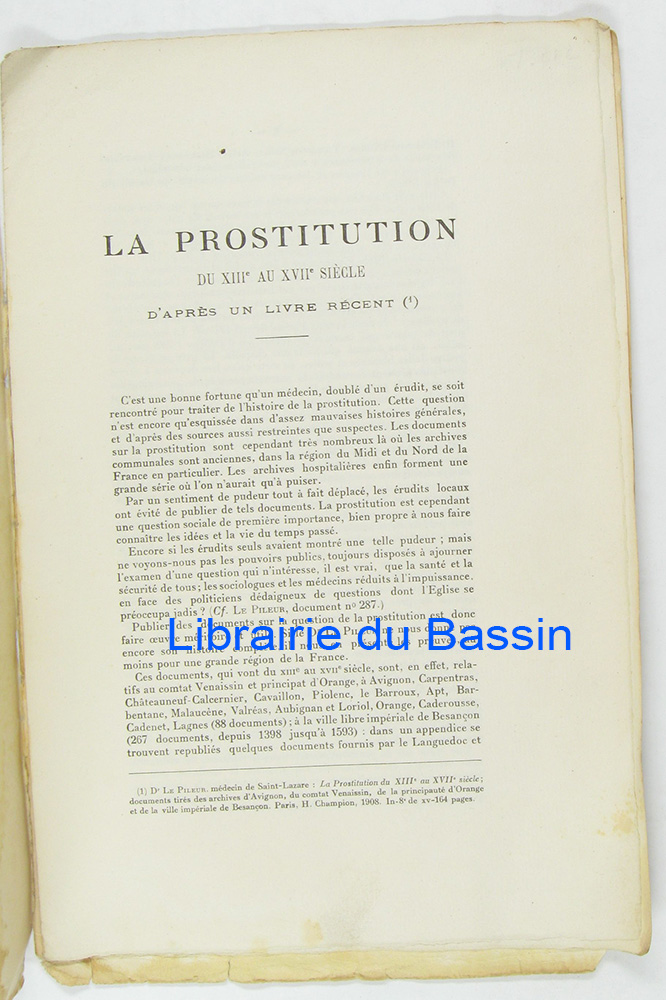 LA PROSTITUTION
DU XIIIe AU XVIIe SIÈCLE
D'APRÈS UN LIVRE RÉCENT (1)
C'est une bonne fortune qu'un médecin, doublé d'un érudit, se soit
rencontré pour traiter de l'histoire de la prostitution. Cette question
n'est encore qu'esquissée dans d'assez mauvaises histoires générales,
et d'après des sources aussi restreintes que suspectes. Les documents
sur la prostitution sont cependant très nombreux là où les archives
communales sont anciennes, dans la région du Midi et du Nord de la
France en particulier. Les archives hospitalières enfin forment une
grande série où l'on n'aurait qu'à puiser.
Par un sentiment de pudeur tout à fait déplacé, les érudits locaux
ont évité de publier de tels documents. La prostitution est cependant
une question sociale de première importance, bien propre à nous faire
connaître les idées et la vie du temps passé.
Encore si les érudits seuls avaient montré une telle pudeur ; mais
ne voyons-nous pas les pouvoirs publics, toujours disposés à ajourner
l'examen d'une question qui n'intéresse, il est vrai, que la santé et la
sécurité de tous ; les sociologues et les médecins réduits à l'impuissance.
en face des politiciens dédaigneux de questions dont l'Eglise se
préoccupa jadis ? (Cf. LE PILEUR, document no 287.)
Publier des documents sur la question de la prostitution est donc
faire œuvre
Librairie du Bassin
encore son histoire
moins pour une grande région de la France.
Ces documents, qui vont du XIIIe au XVIIe siècle, sont, en effet, rela-
tifs au comtat Venaissin et principat d'Orange, à Avignon, Carpentras,
Châteauneuf-Calcernier, Cavaillon, Piolenc, le Barroux, Apt, Bar-
bentane, Malaucène, Valréas, Aubignan et Loriol, Orange, Caderousse,
Cadenet, Lagnes (88 documents) ; à la ville libre impériale de Besançon
(267 documents, depuis 1398 jusqu'à 1593) : dans un appendice se
trouvent republiés quelques documents fournis par le Languedoc et
(1) Dr LE PILEUR, médecin de Saint-Lazare : La Prostitution du XIIIe au XVIIe siècle ;
documents tirés des archives d'Avignon, du comtat Venaissin, de la principauté d'Orange
et de la ville impériale de Besançon. Paris, H. Champion, 1908. In-8o de xv-164 pages.